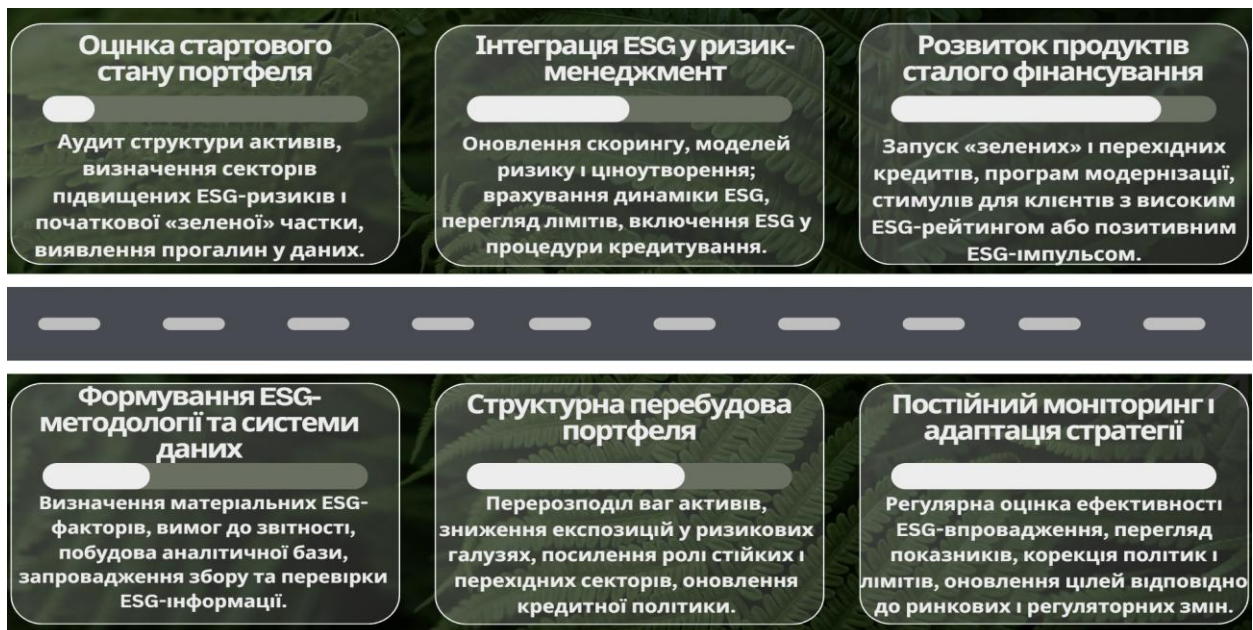 Оцінка стартового
стану портфеля
Аудит структури активів,
визначення секторів
підвищених ESG-ризиків і
початкової «зеленої» частки,
виявлення прогалин у даних.
Інтеграція ESG у ризик-
менеджмент
Оновлення скорингу, моделей
ризику і ціноутворення;
врахування динаміки ESG,
перегляд лімітів, включення ESG у
процедури кредитування.
Розвиток продуктів
сталого фінансування
Запуск «зелених» і перехідних
кредитів, програм модернізації,
стимулів для клієнтів з високим
ESG-рейтингом або позитивним
ESG-імпульсом.
Формування ESG-
методології та системи
даних
Визначення матеріальних ESG-
факторів, вимог до звітності,
побудова аналітичної бази,
запровадження збору та перевірки
ESG-інформації.
Структурна перебудова
портфеля
Перерозподіл ваг активів,
зниження експозицій у ризикових
галузях, посилення ролі стійких і
перехідних секторів, оновлення
кредитної політики.
Постійний моніторинг і
адаптація стратегії
Регулярна оцінка ефективності
ESG-впровадження, перегляд
показників, корекція політик і
лімітів, оновлення цілей відповідно
до ринкових і регуляторних змін.